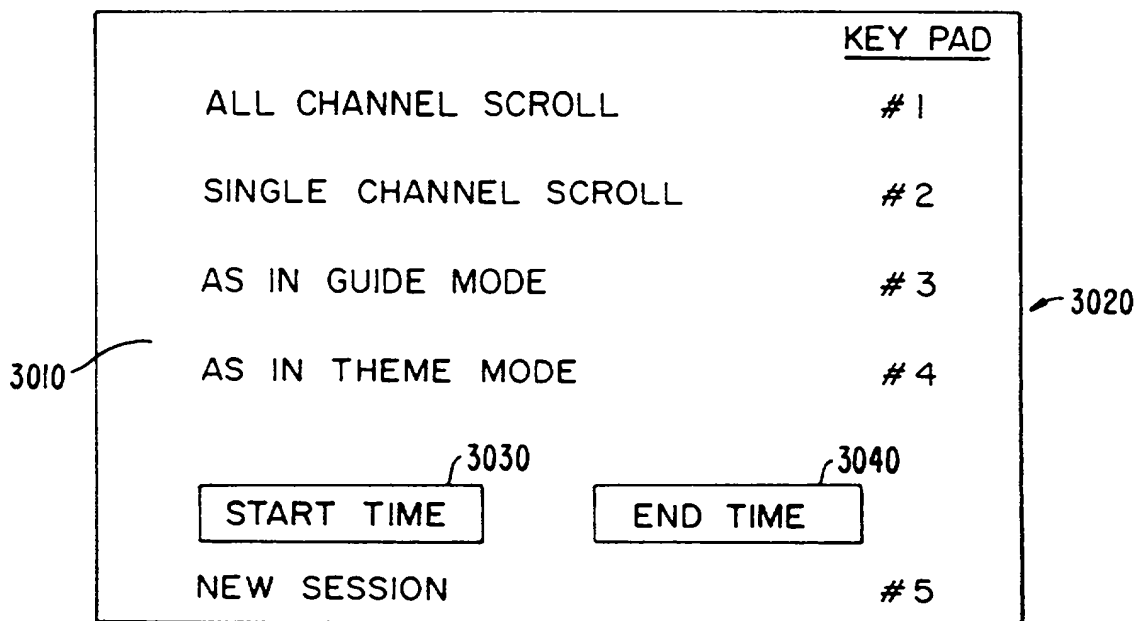 KEY PAD
ALL CHANNEL SCROLL #1
SINGLE CHANNEL SCROLL #2
AS IN GUIDE MODE #3
3020
AS IN THEME MODE #4
3010
3030 3040
START TIME END TIME
NEW SESSION #5